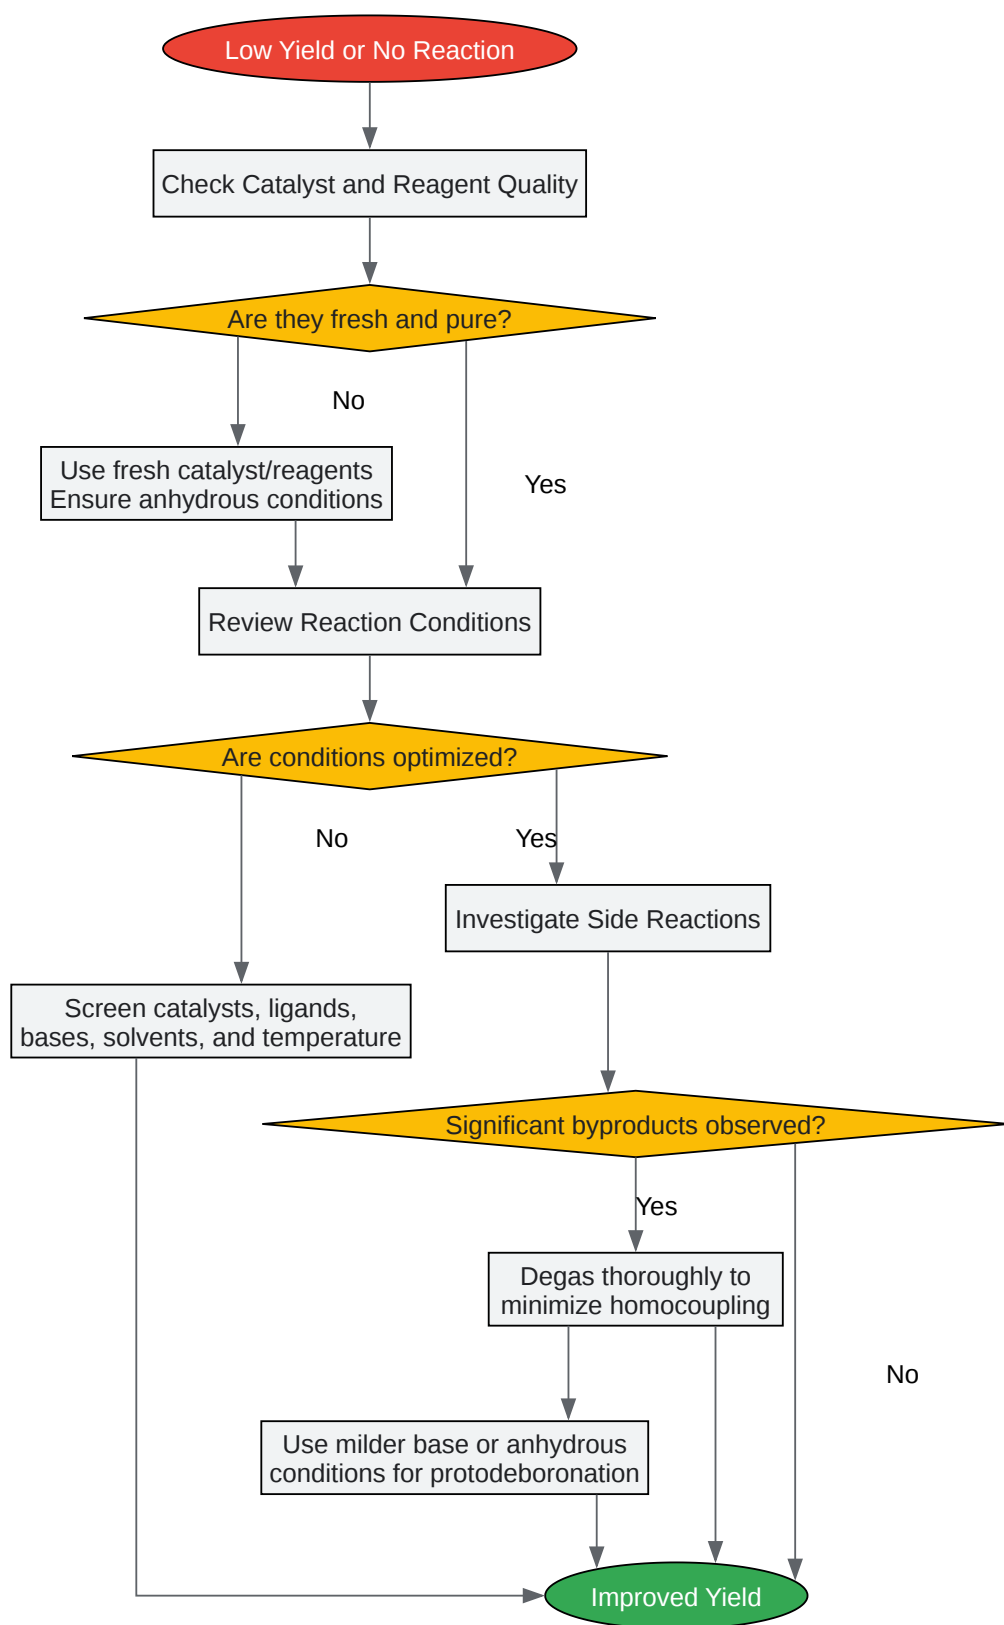 Low Yield or No Reaction
Check Catalyst and Reagent Quality
Are they fresh and pure?
No
Use fresh catalyst/reagents
Ensure anhydrous conditions
Yes
Review Reaction Conditions
Are conditions optimized?
No
Yes
Investigate Side Reactions
Screen catalysts, ligands,
bases, solvents, and temperature
Significant byproducts observed?
Yes
Degas thoroughly to
minimize homocoupling
No
Use milder base or anhydrous
conditions for protodeboronation
Improved Yield